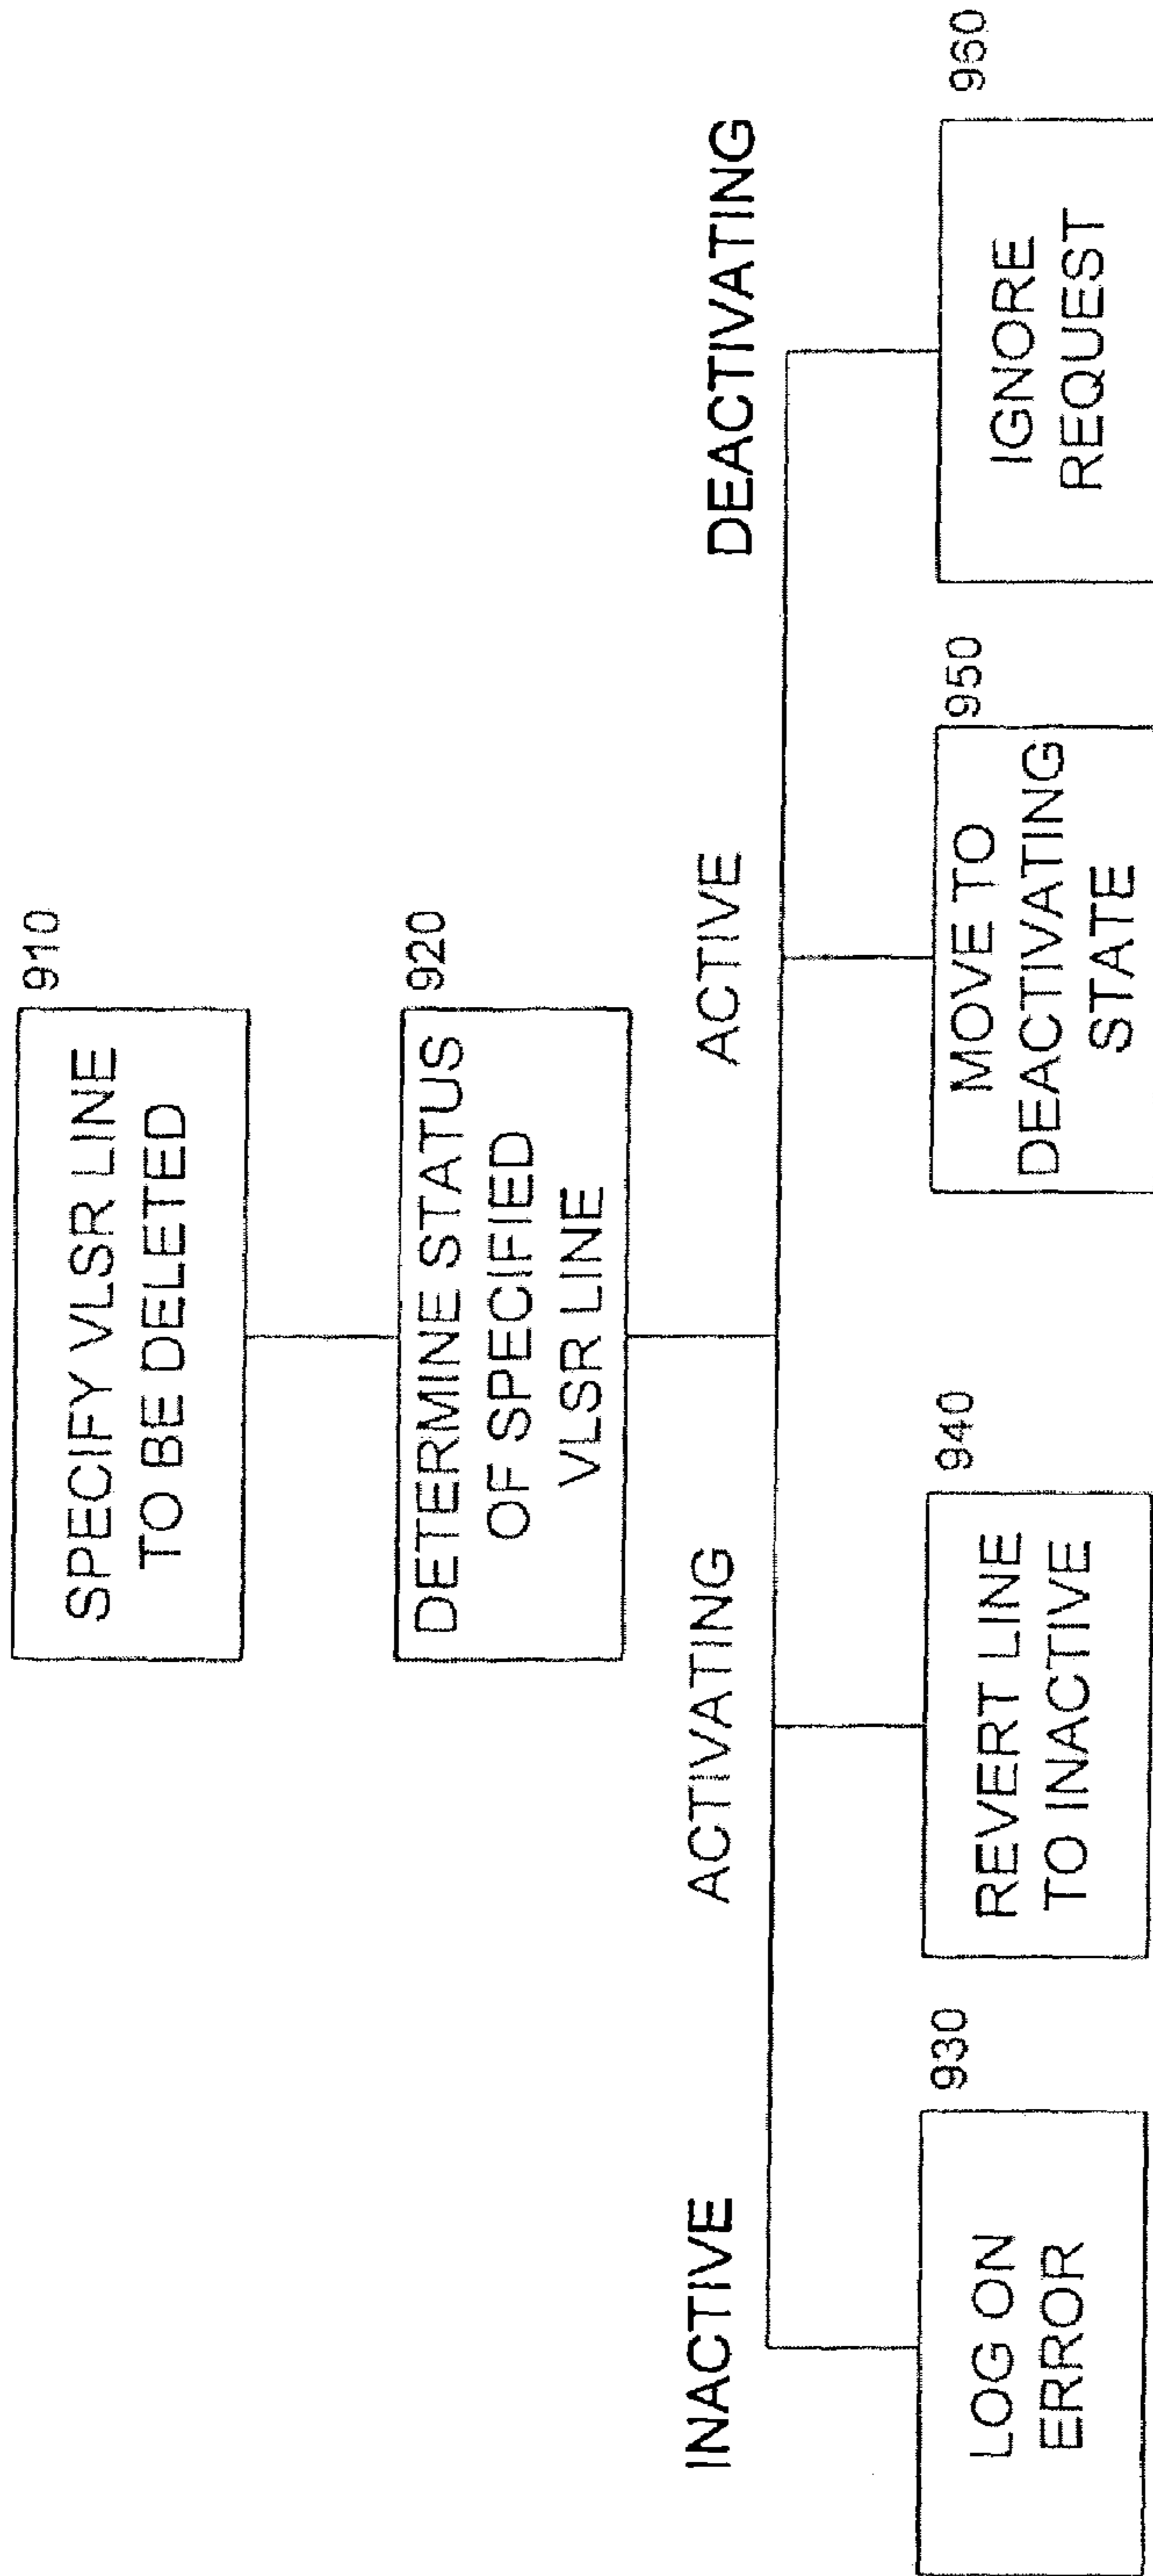 SPECIFY VLSR LINE
TO BE DELETED
910
DETERMINE STATUS
OF SPECIFIED
VLSR LINE
920
INACTIVE
ACTIVATING
ACTIVE
DEACTIVATING
LOG ON
ERROR
930
REVERT LINE
TO INACTIVE
940
MOVE TO
DEACTIVATING
STATE
950
IGNORE
REQUEST
960